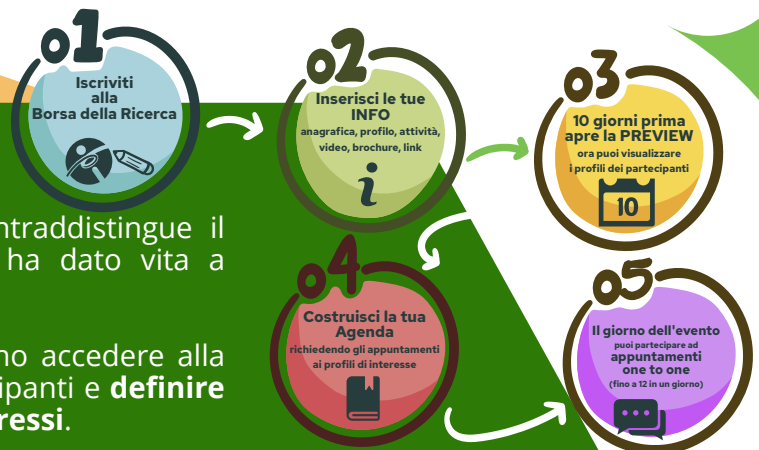 01
Iscriviti
alla
Borsa della Ricerca
02
Inserisci le tue
INFO
anagrafica, profilo, attività,
video, brochure, link
i
03
10 giorni prima
apre la PREVIEW
ora puoi visualizzare
i profili dei partecipanti
10
04
Costruisci la tua
Agenda
richiedendo gli appuntamenti
ai profili di interesse
05
Il giorno dell'evento
puoi partecipare ad
appuntamenti
one to one
(fino a 12 in un giorno)
ntraddistingue il
ha dato vita a
no accedere alla
ipanti e definire
ressi.